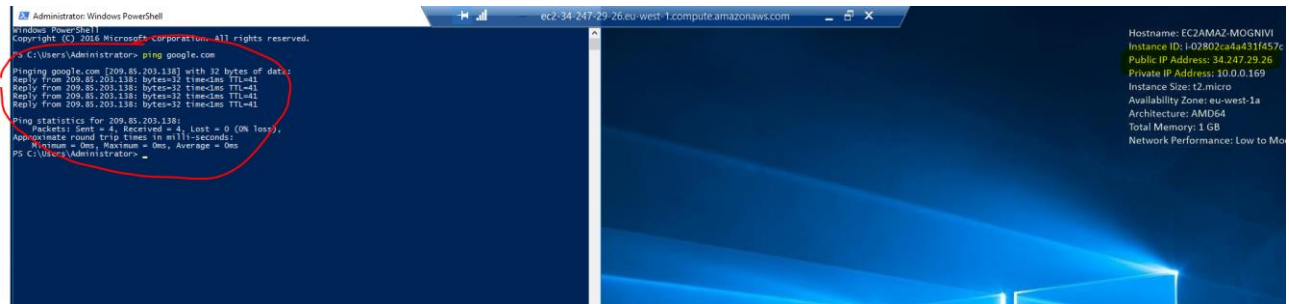 Administrator: Windows PowerShell
Windows PowerShell
Copyright (C) 2016 Microsoft Corporation. All rights reserved.
PS C:\Users\Administrator> ping google.com
Pinging google.com [209.85.203.138] with 32 bytes of data:
Reply from 209.85.203.138: bytes=32 time<1ms TTL=41
Reply from 209.85.203.138: bytes=32 time<1ms TTL=41
Reply from 209.85.203.138: bytes=32 time<1ms TTL=41
Reply from 209.85.203.138: bytes=32 time<1ms TTL=41
Ping statistics for 209.85.203.138:
Packets: Sent = 4, Received = 4, Lost = 0 (0% loss),
Approximate round trip times in milli-seconds:
Minimum = 0ms, Maximum = 0ms, Average = 0ms
PS C:\Users\Administrator> _
ec2-34-247-29-26.eu-west-1.compute.amazonaws.com
Hostname: EC2AMAZ-MOGNIVI
Instance ID: i-02802ca4a431f457c
Public IP Address: 34.247.29.26
Private IP Address: 10.0.0.169
Instance Size: t2.micro
Availability Zone: eu-west-1a
Architecture: AMD64
Total Memory: 1 GB
Network Performance: Low to Mo